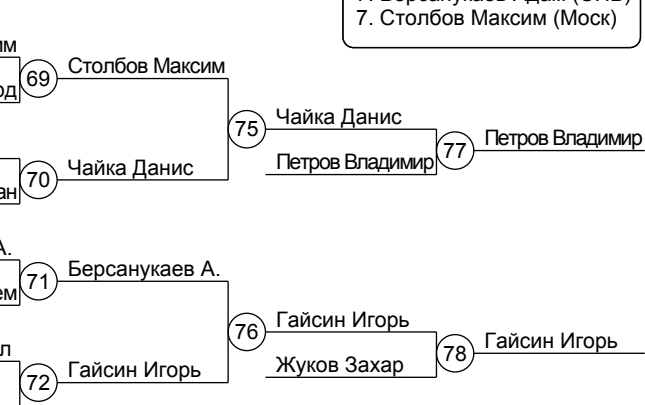 7. Столбов Максим (Моск)
69
Столбов Максим
75
Чайка Данис
Петров Владимир
77
Петров Владимир
70
Чайка Данис
71
Берсанукаев А.
76
Гайсин Игорь
Жуков Захар
78
Гайсин Игорь
72
Гайсин Игорь